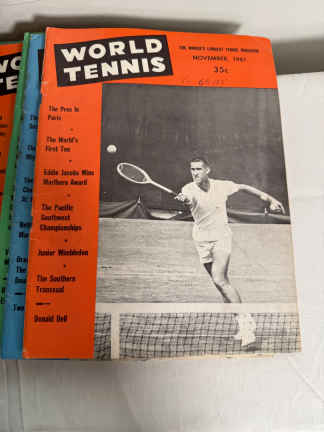 WORLD
TENNIS
THE WORLD'S LARGEST TENNIS MAGAZINE
NOVEMBER, 1961
35c
The Pros In
Paris
The World's
First Ten
Eddie Jacobs Wins
Marlboro Award
The Pacific
Southwest
Championships
Junior Wimbledon
The Southern
Transvaal
Donald Dell